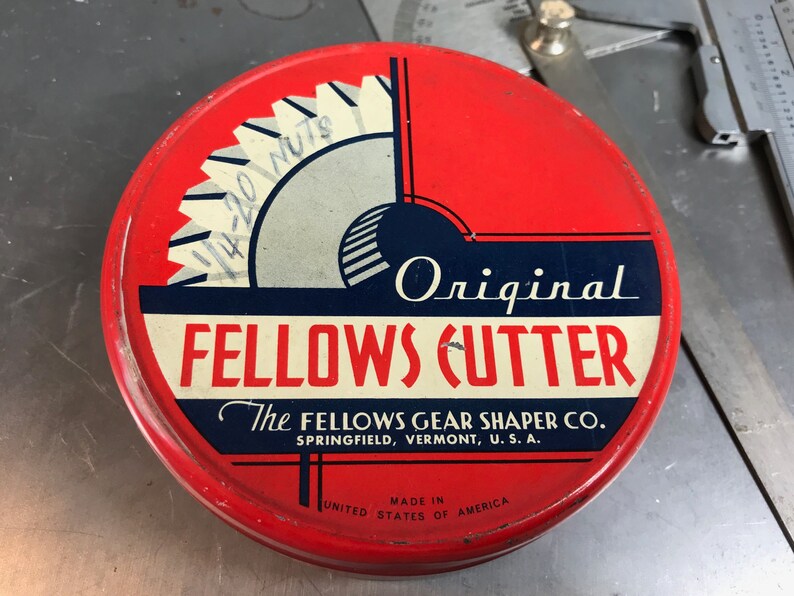 1/4-20 NUTS
Original
FELLOWS CUTTER
The FELLOWS GEAR SHAPER CO.
SPRINGFIELD, VERMONT, U. S. A.
MADE IN
UNITED STATES OF AMERICA